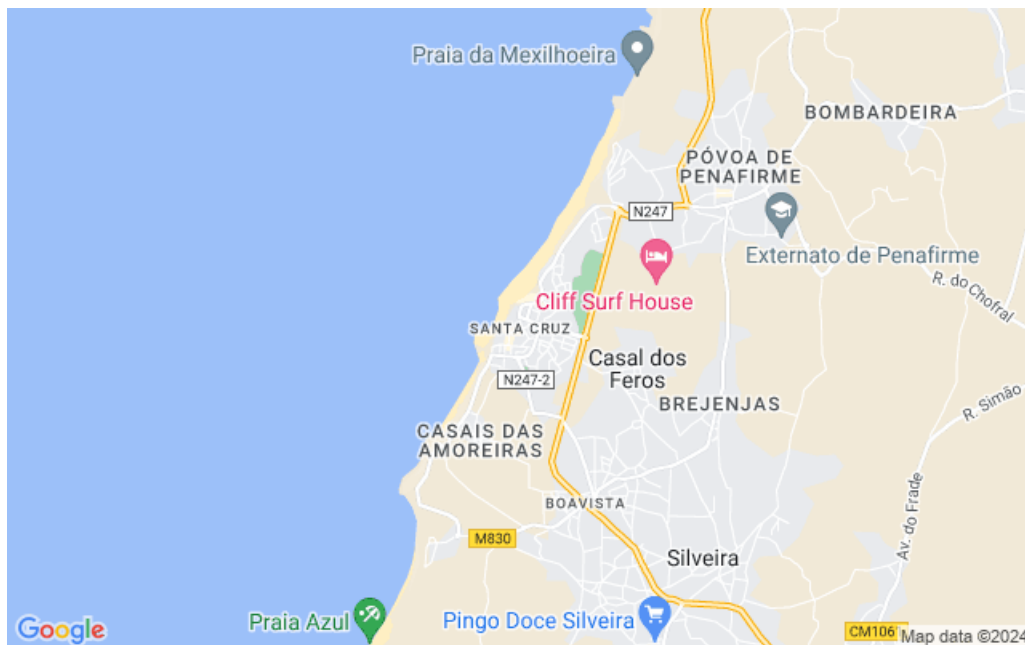 Praia da Mexilhoeira
BOMBARDEIRA
PÓVOA DE
PENAFIRME
N247
Externato de Penafirme
R. do Chofral
Cliff Surf House
SANTA CRUZ
Casal dos
Feros
N247-2
BREJENJAS
R. Simão
CASAIS DAS
AMOREIRAS
BOAVISTA
Av. do Frade
M830
Silveira
Praia Azul
Pingo Doce Silveira
Google
Map data ©2024